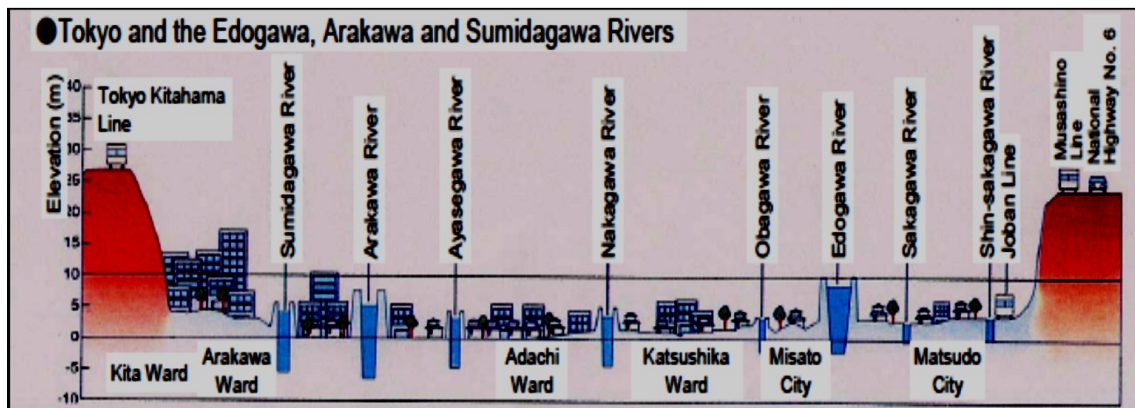 ●Tokyo and the Edogawa, Arakawa and Sumidagawa Rivers
Elevation (m)
40
35
30
25
20
15
10
5
0
-5
-10
Tokyo Kitahama
Line
Sumidagawa River
Arakawa River
Ayasegawa River
Nakagawa River
Obagawa River
Edogawa River
Sakagawa River
Shin-sakagawa River
Joban Line
Musashino
Line
National
Highway No. 6
Kita Ward
Arakawa
Ward
Adachi
Ward
Katsushika
Ward
Misato
City
Matsudo
City